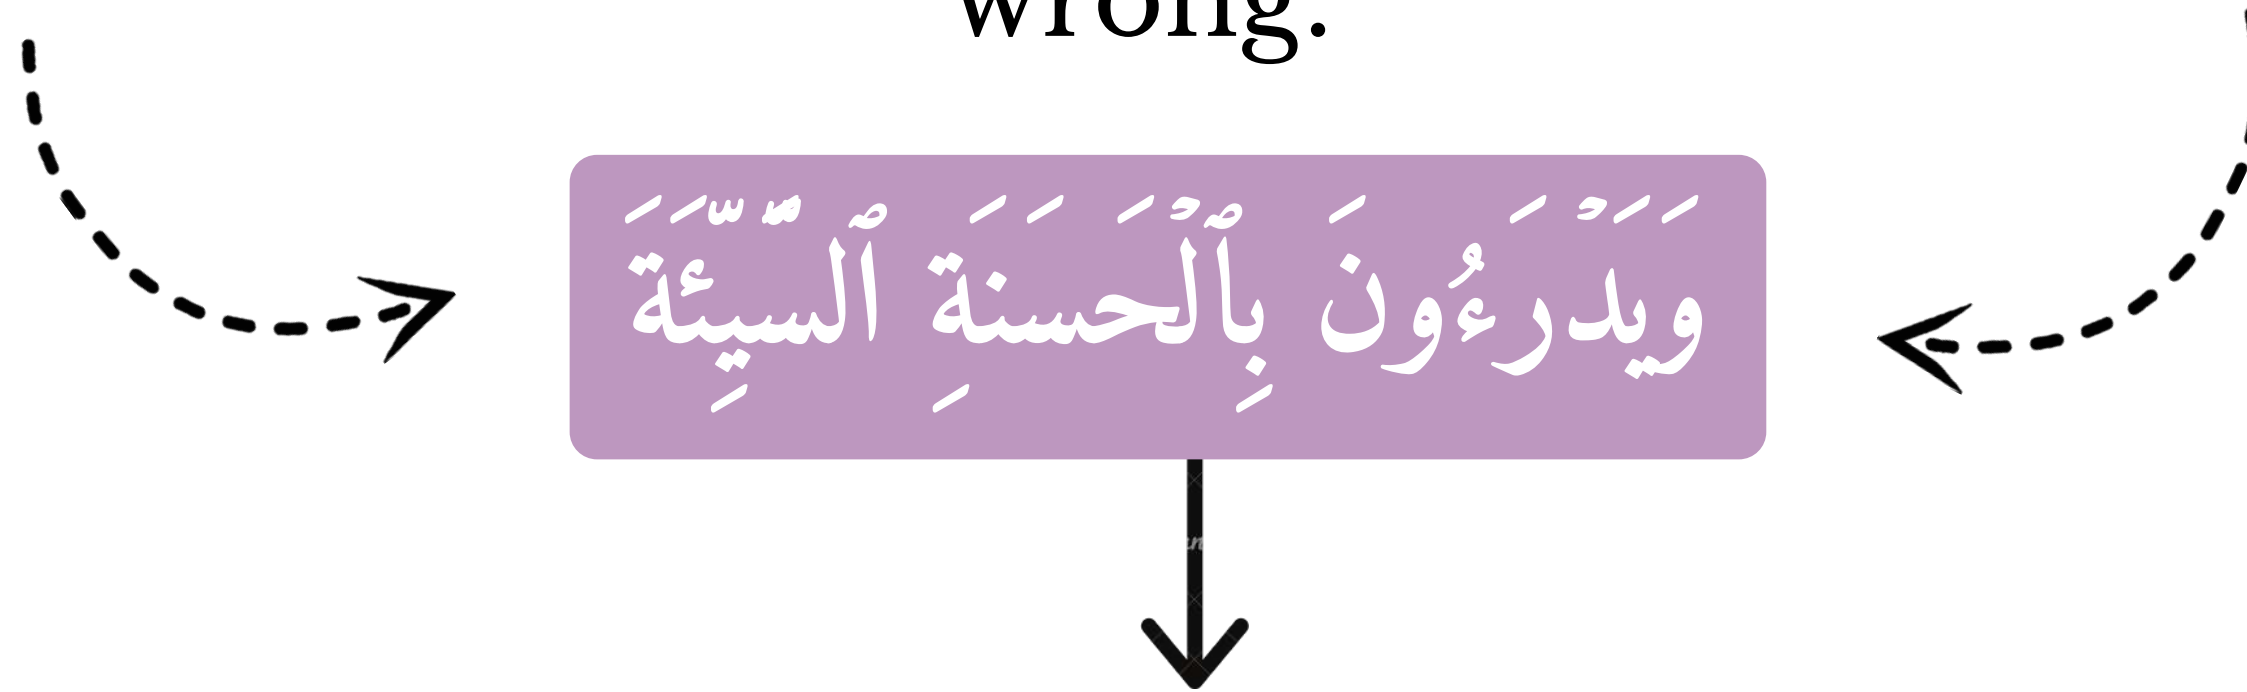 wrong.
وَيَدْرَءُونَ بِٱلْحَسَنَةِ ٱلسَّيِّئَةَ